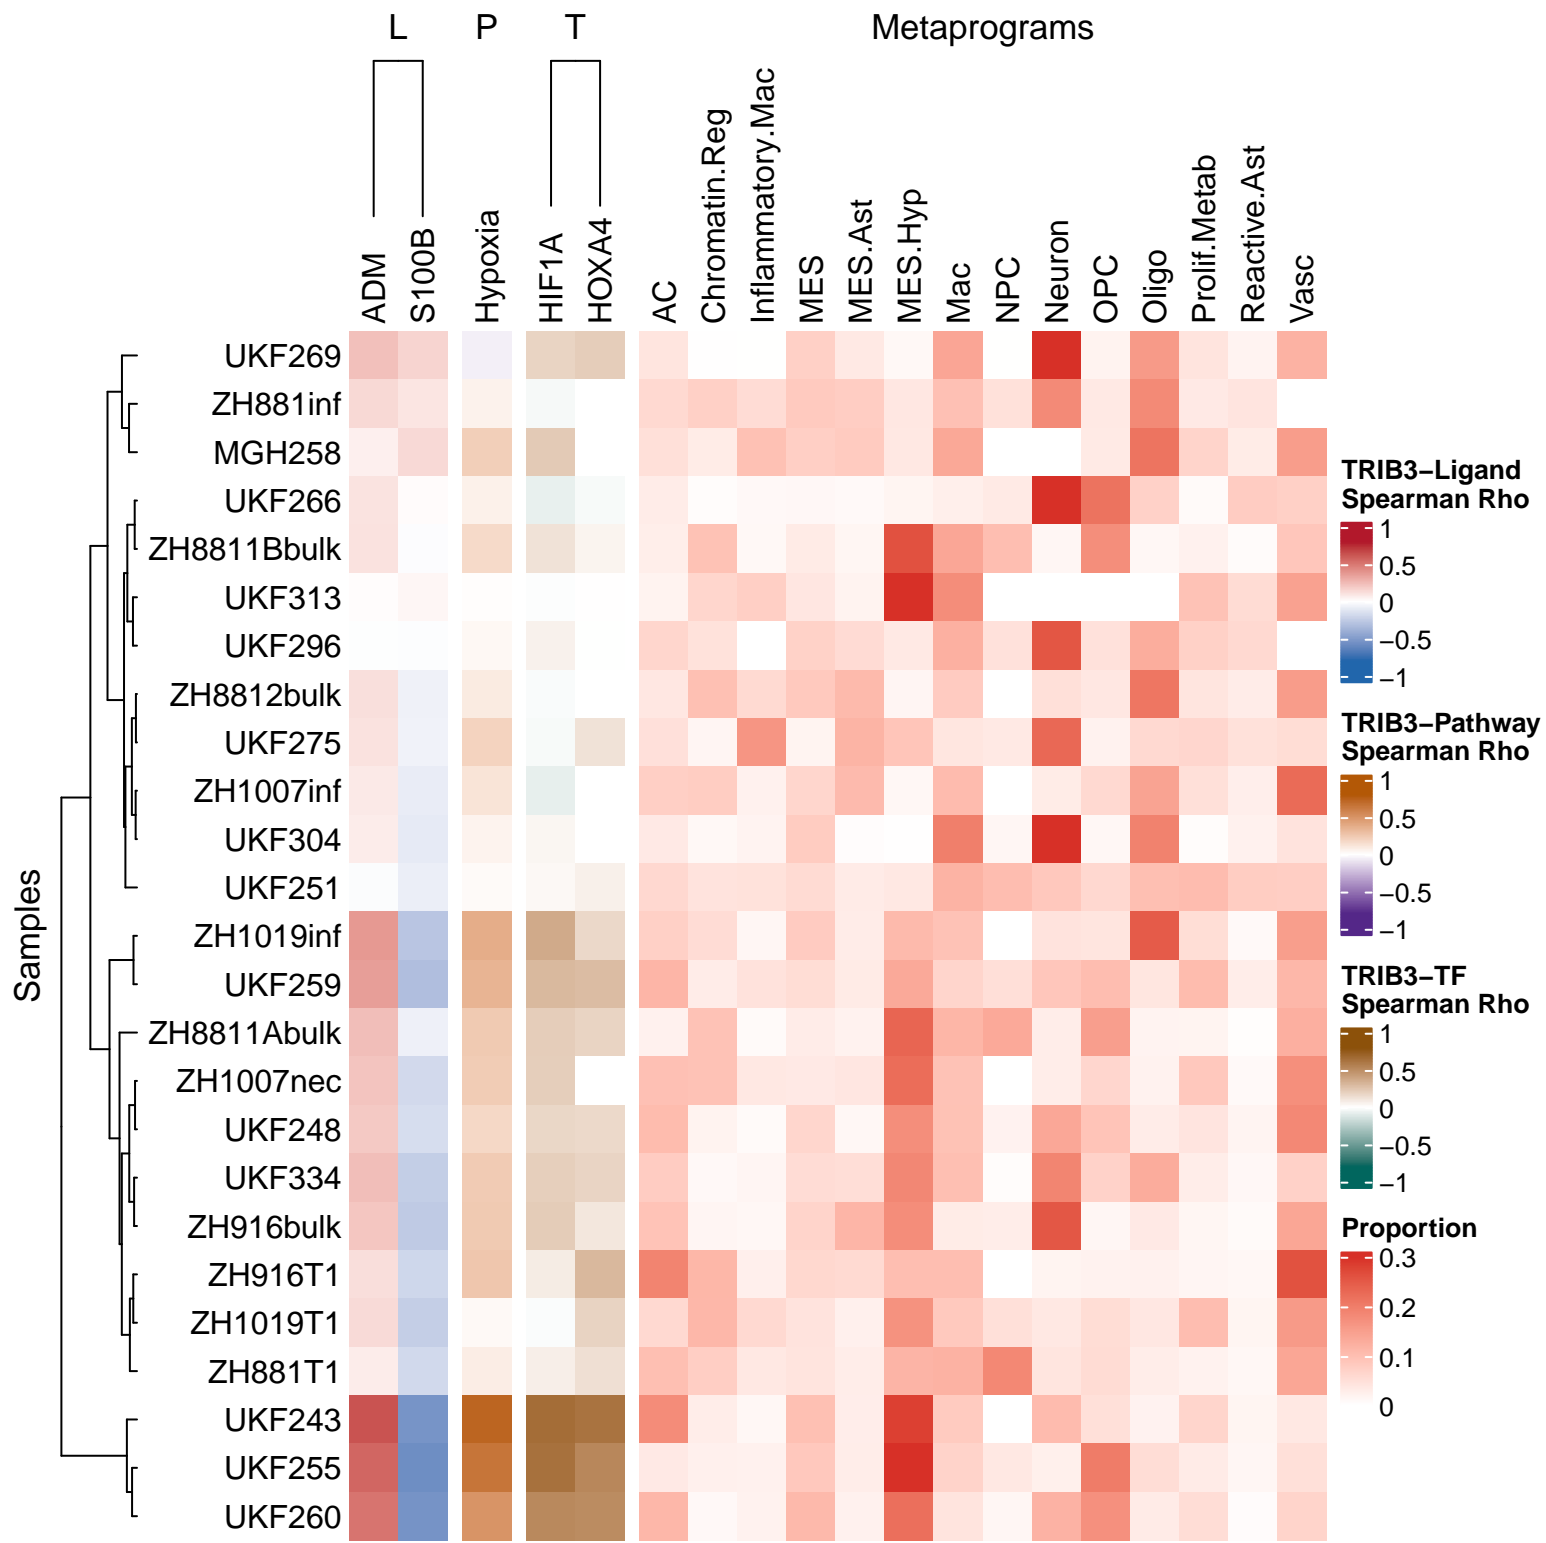 L P T Metaprograms
ADM
S100B
Hypoxia
HIF1A
HOXA4
AC
Chromatin.Reg
Inflammatory.Mac
MES
MES.Ast
MES.Hyp
Mac
NPC
Neuron
OPC
Oligo
Prolif.Metab
Reactive.Ast
Vasc
Samples
UKF269
ZH881inf
MGH258
UKF266
ZH8811Bbulk
UKF313
UKF296
ZH8812bulk
UKF275
ZH1007inf
UKF304
UKF251
ZH1019inf
UKF259
ZH8811Abulk
ZH1007nec
UKF248
UKF334
ZH916bulk
ZH916T1
ZH1019T1
ZH881T1
UKF243
UKF255
UKF260
TRIB3−Ligand
Spearman Rho
1
0.5
0
−0.5
−1
TRIB3−Pathway
Spearman Rho
1
0.5
0
−0.5
−1
TRIB3−TF
Spearman Rho
1
0.5
0
−0.5
−1
Proportion
0.3
0.2
0.1
0